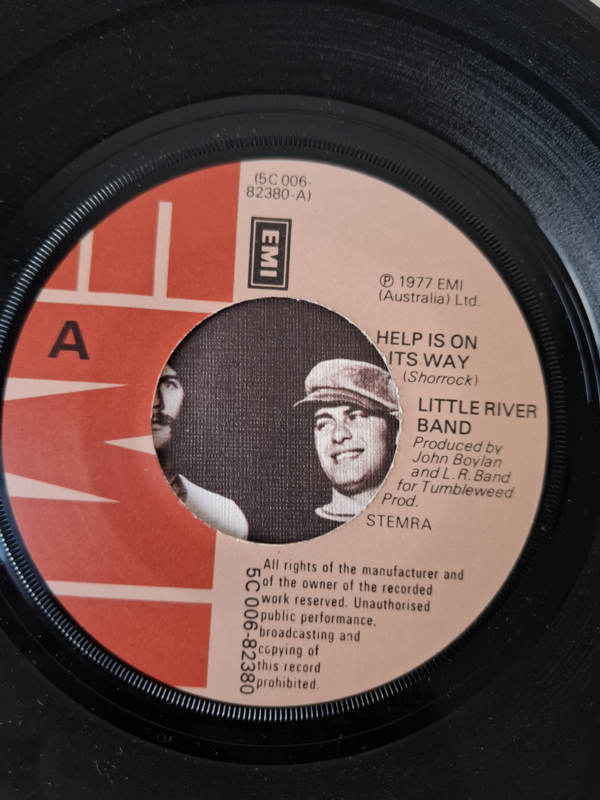 (5C 006-
82380-A)
EMI
℗ 1977 EMI
(Australia) Ltd.
A
HELP IS ON
ITS WAY
(Shorrock)
LITTLE RIVER
BAND
Produced by
John Boylan
and L.R. Band
for Tumbleweed
Prod.
STEMRA
All rights of the manufacturer and
of the owner of the recorded
work reserved. Unauthorised
public performance,
broadcasting and
copying of
this record
prohibited.
5C 006-82380
EMI